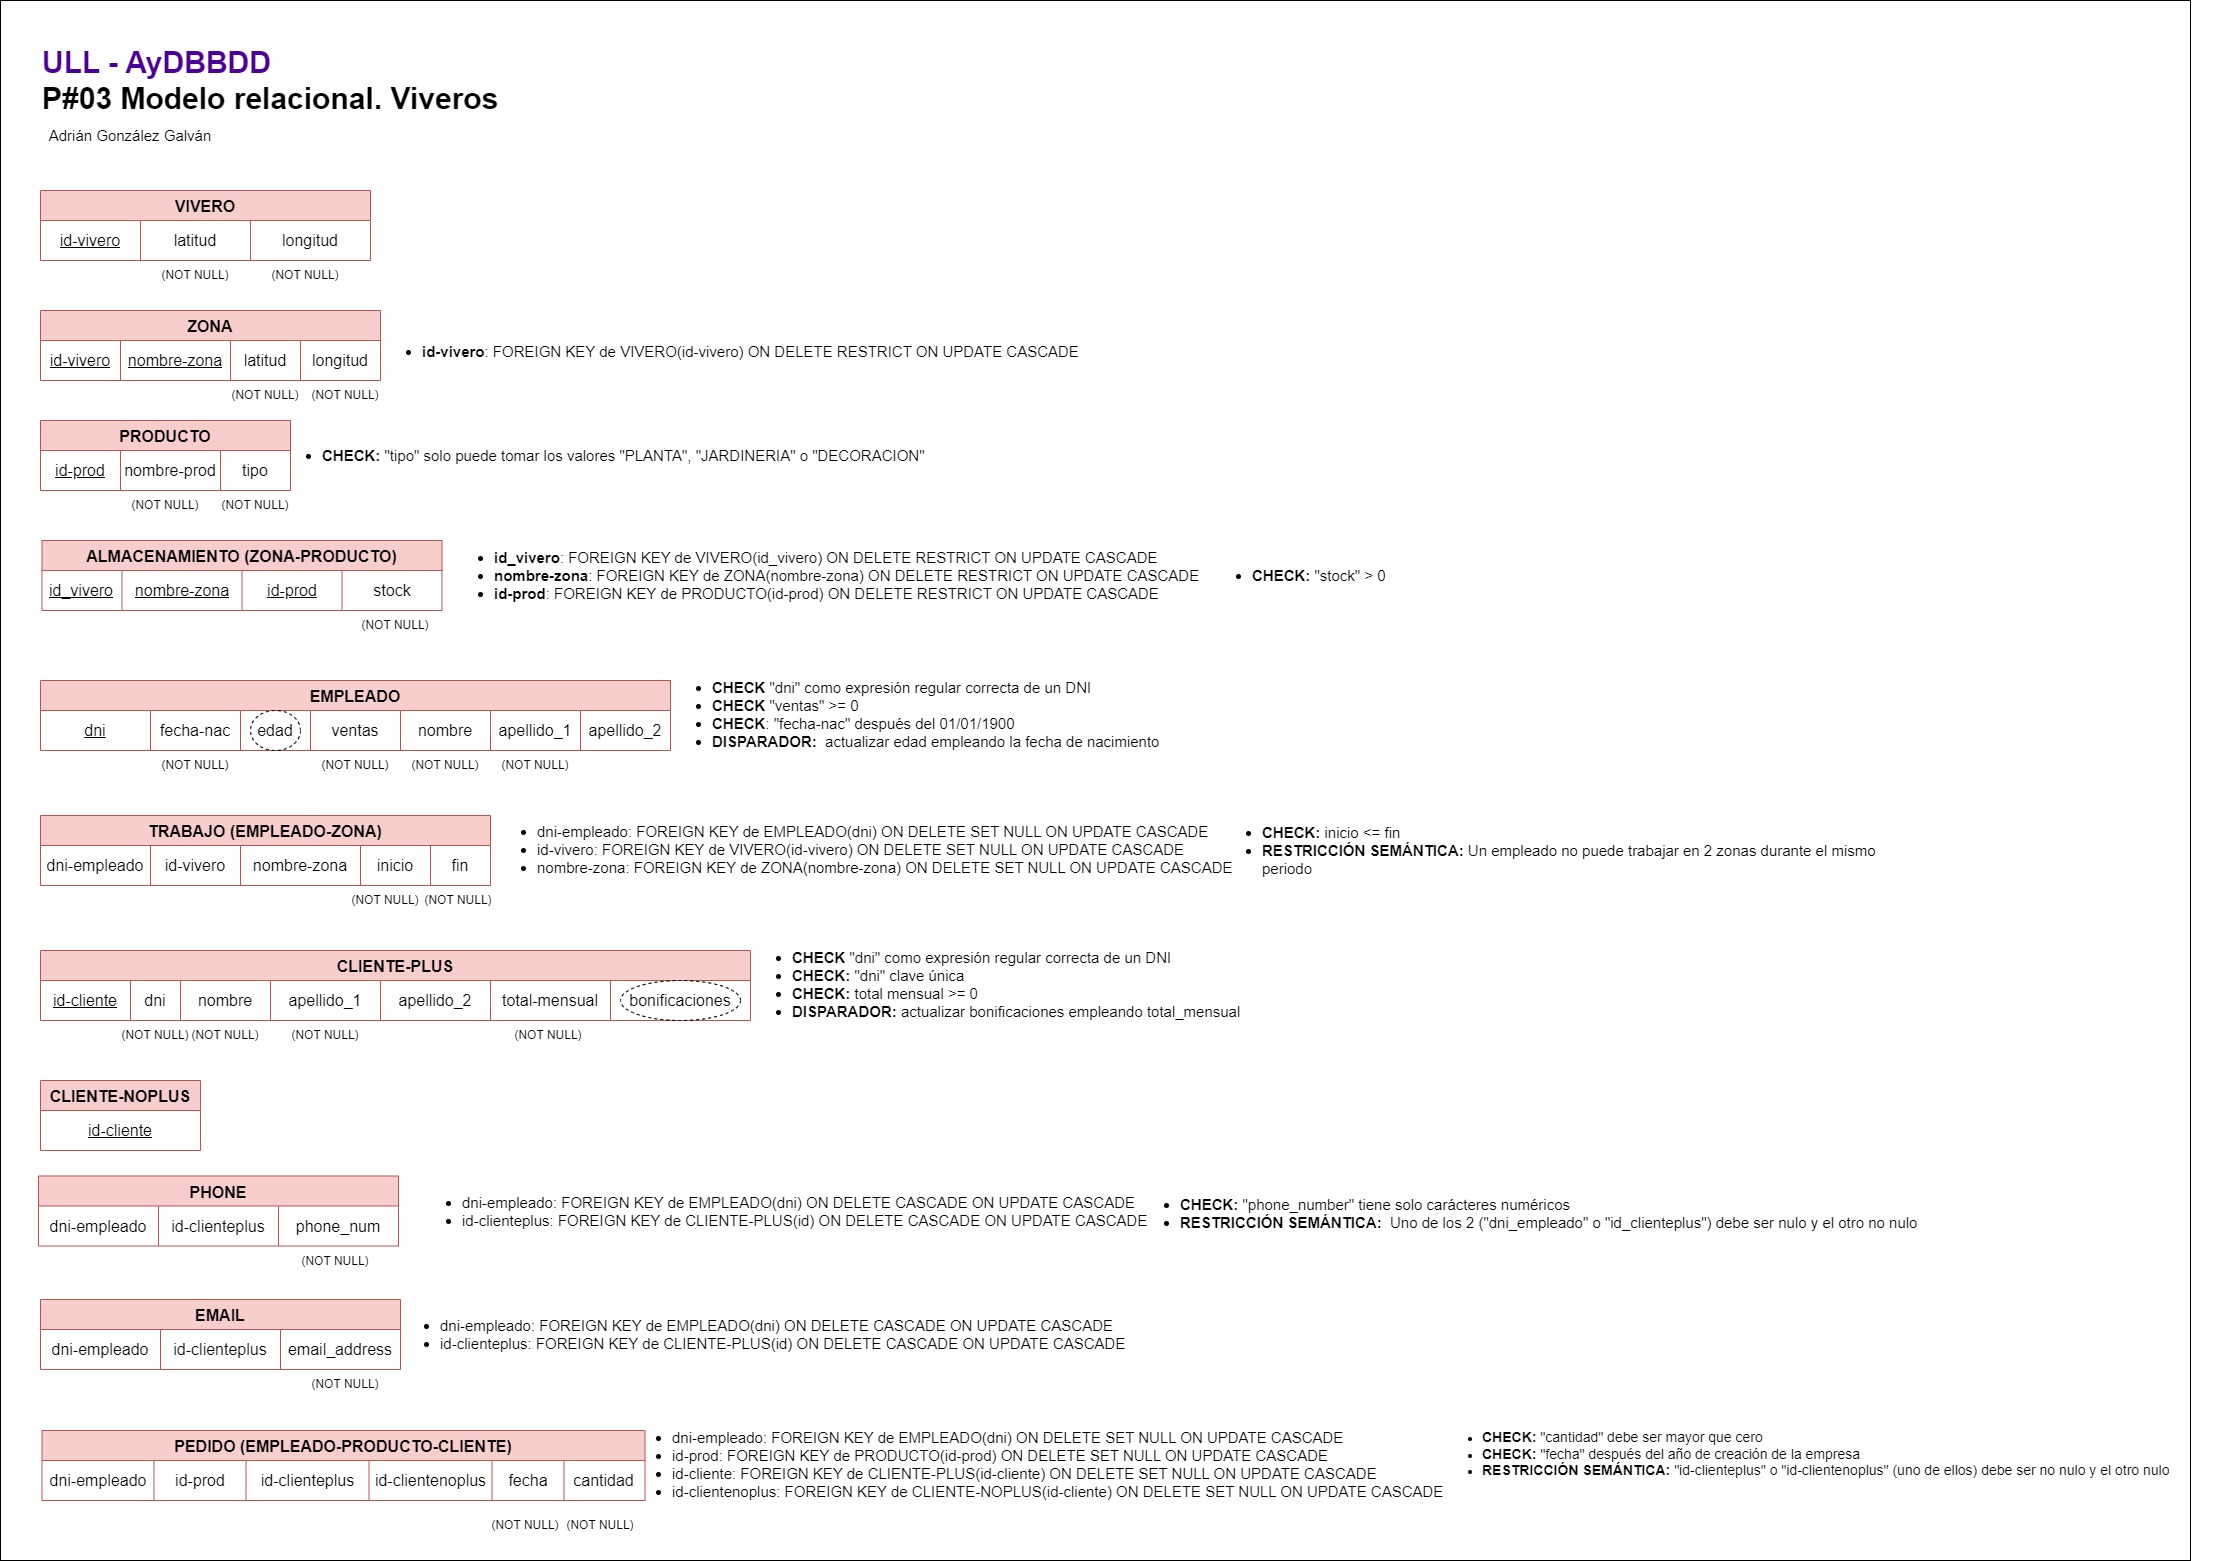 ULL - AyDBBDD
P#03 Modelo relacional. Viveros
Adrián González Galván
VIVERO
id-vivero latitud longitud
(NOT NULL) (NOT NULL)
ZONA
id-vivero nombre-zona latitud longitud
(NOT NULL) (NOT NULL)
• id-vivero: FOREIGN KEY de VIVERO(id-vivero) ON DELETE RESTRICT ON UPDATE CASCADE
PRODUCTO
id-prod nombre-prod tipo
(NOT NULL) (NOT NULL)
• CHECK: "tipo" solo puede tomar los valores "PLANTA", "JARDINERIA" o "DECORACION"
ALMACENAMIENTO (ZONA-PRODUCTO)
id_vivero nombre-zona id-prod stock
(NOT NULL)
• id_vivero: FOREIGN KEY de VIVERO(id_vivero) ON DELETE RESTRICT ON UPDATE CASCADE
• nombre-zona: FOREIGN KEY de ZONA(nombre-zona) ON DELETE RESTRICT ON UPDATE CASCADE
• id-prod: FOREIGN KEY de PRODUCTO(id-prod) ON DELETE RESTRICT ON UPDATE CASCADE
• CHECK: "stock" > 0
EMPLEADO
dni fecha-nac edad ventas nombre apellido_1 apellido_2
(NOT NULL) (NOT NULL) (NOT NULL) (NOT NULL)
• CHECK "dni" como expresión regular correcta de un DNI
• CHECK "ventas" >= 0
• CHECK: "fecha-nac" después del 01/01/1900
• DISPARADOR: actualizar edad empleando la fecha de nacimiento
TRABAJO (EMPLEADO-ZONA)
dni-empleado id-vivero nombre-zona inicio fin
(NOT NULL) (NOT NULL)
• dni-empleado: FOREIGN KEY de EMPLEADO(dni) ON DELETE SET NULL ON UPDATE CASCADE
• id-vivero: FOREIGN KEY de VIVERO(id-vivero) ON DELETE SET NULL ON UPDATE CASCADE
• nombre-zona: FOREIGN KEY de ZONA(nombre-zona) ON DELETE SET NULL ON UPDATE CASCADE
• CHECK: inicio <= fin
• RESTRICCIÓN SEMÁNTICA: Un empleado no puede trabajar en 2 zonas durante el mismo
periodo
CLIENTE-PLUS
id-cliente dni nombre apellido_1 apellido_2 total-mensual bonificaciones
(NOT NULL) (NOT NULL) (NOT NULL) (NOT NULL)
• CHECK "dni" como expresión regular correcta de un DNI
• CHECK: "dni" clave única
• CHECK: total mensual >= 0
• DISPARADOR: actualizar bonificaciones empleando total_mensual
CLIENTE-NOPLUS
id-cliente
PHONE
dni-empleado id-clienteplus phone_num
(NOT NULL)
• dni-empleado: FOREIGN KEY de EMPLEADO(dni) ON DELETE CASCADE ON UPDATE CASCADE
• id-clienteplus: FOREIGN KEY de CLIENTE-PLUS(id) ON DELETE CASCADE ON UPDATE CASCADE
• CHECK: "phone_number" tiene solo carácteres numéricos
• RESTRICCIÓN SEMÁNTICA: Uno de los 2 ("dni_empleado" o "id_clienteplus") debe ser nulo y el otro no nulo
EMAIL
dni-empleado id-clienteplus email_address
(NOT NULL)
• dni-empleado: FOREIGN KEY de EMPLEADO(dni) ON DELETE CASCADE ON UPDATE CASCADE
• id-clienteplus: FOREIGN KEY de CLIENTE-PLUS(id) ON DELETE CASCADE ON UPDATE CASCADE
PEDIDO (EMPLEADO-PRODUCTO-CLIENTE)
dni-empleado id-prod id-clienteplus id-clientenoplus fecha cantidad
(NOT NULL) (NOT NULL)
• dni-empleado: FOREIGN KEY de EMPLEADO(dni) ON DELETE SET NULL ON UPDATE CASCADE
• id-prod: FOREIGN KEY de PRODUCTO(id-prod) ON DELETE SET NULL ON UPDATE CASCADE
• id-cliente: FOREIGN KEY de CLIENTE-PLUS(id-cliente) ON DELETE SET NULL ON UPDATE CASCADE
• id-clientenoplus: FOREIGN KEY de CLIENTE-NOPLUS(id-cliente) ON DELETE SET NULL ON UPDATE CASCADE
• CHECK: "cantidad" debe ser mayor que cero
• CHECK: "fecha" después del año de creación de la empresa
• RESTRICCIÓN SEMÁNTICA: "id-clienteplus" o "id-clientenoplus" (uno de ellos) debe ser no nulo y el otro nulo